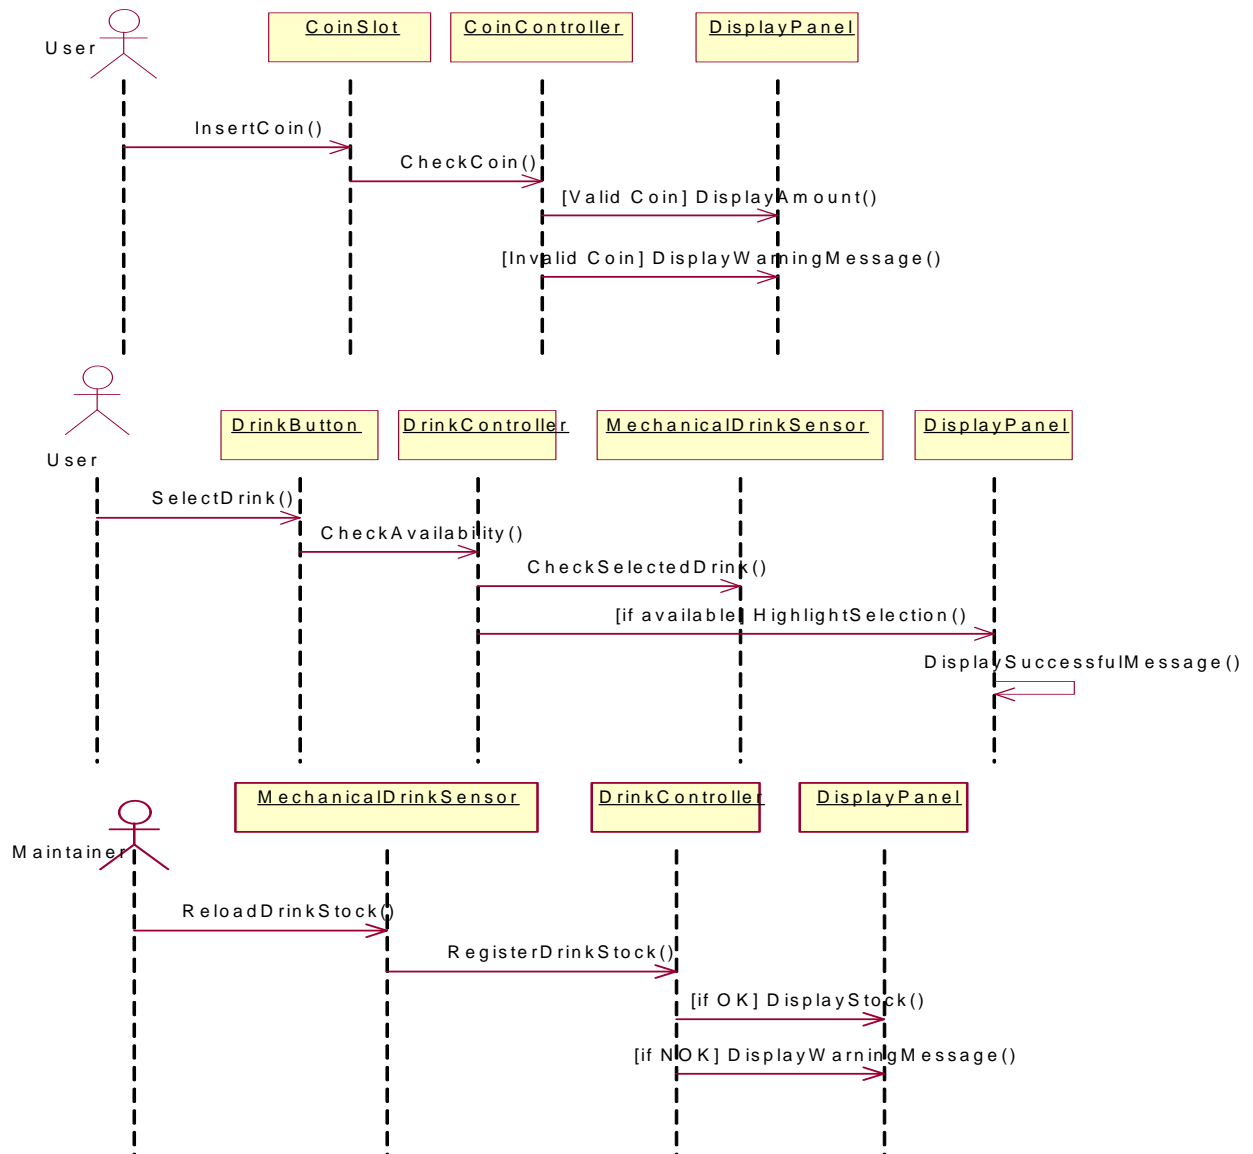 User
CoinSlot
CoinController
DisplayPanel
InsertCoin()
CheckCoin()
[Valid Coin] DisplayAmount()
[Invalid Coin] DisplayWarningMessage()
User
DrinkButton
DrinkController
MechanicalDrinkSensor
DisplayPanel
SelectDrink()
CheckAvailability()
CheckSelectedDrink()
[if available] HighlightSelection()
DisplaySuccessfulMessage()
Maintainer
MechanicalDrinkSensor
DrinkController
DisplayPanel
ReloadDrinkStock()
RegisterDrinkStock()
[if OK] DisplayStock()
[if NOK] DisplayWarningMessage()